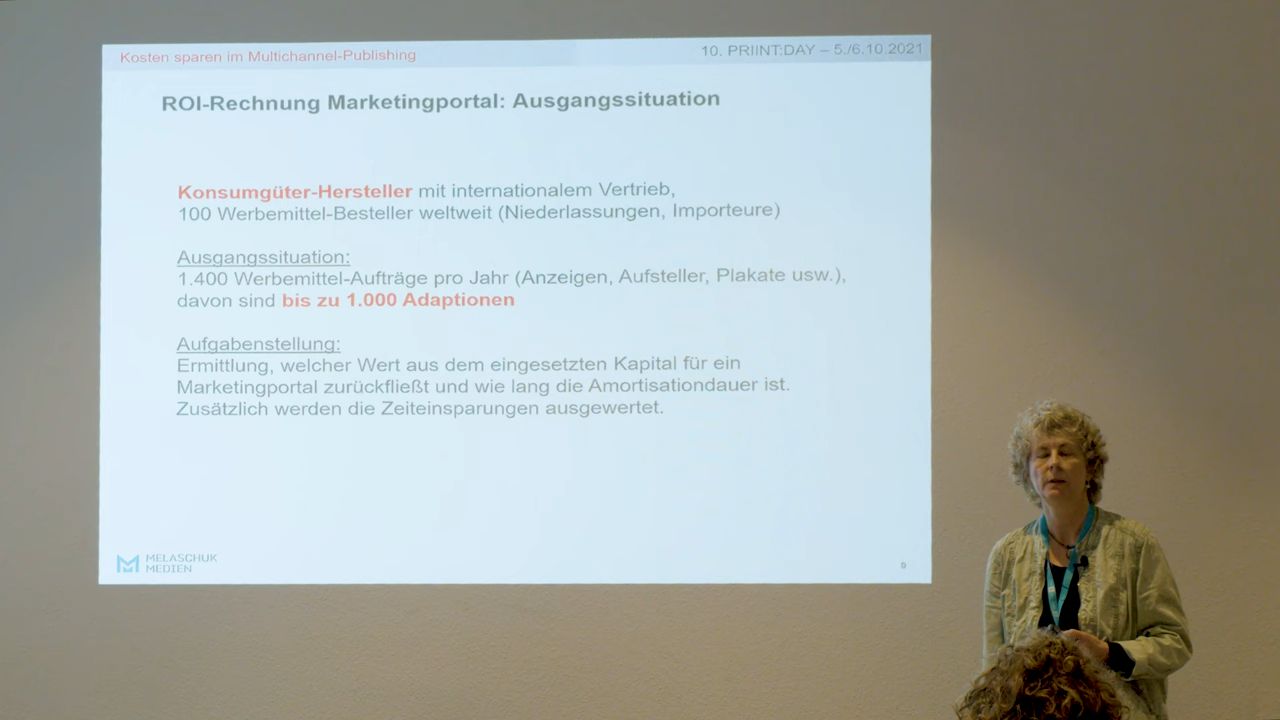 Kosten sparen im Multichannel-Publishing
10. PRIINT:DAY – 5./6.10.2021
ROI-Rechnung Marketingportal: Ausgangssituation
Konsumgüter-Hersteller mit internationalem Vertrieb,
100 Werbemittel-Besteller weltweit (Niederlassungen, Importeure)
Ausgangssituation:
1.400 Werbemittel-Aufträge pro Jahr (Anzeigen, Aufsteller, Plakate usw.),
davon sind bis zu 1.000 Adaptionen
Aufgabenstellung:
Ermittlung, welcher Wert aus dem eingesetzten Kapital für ein
Marketingportal zurückfließt und wie lang die Amortisationdauer ist.
Zusätzlich werden die Zeiteinsparungen ausgewertet.
MELASCHUK
MEDIEN